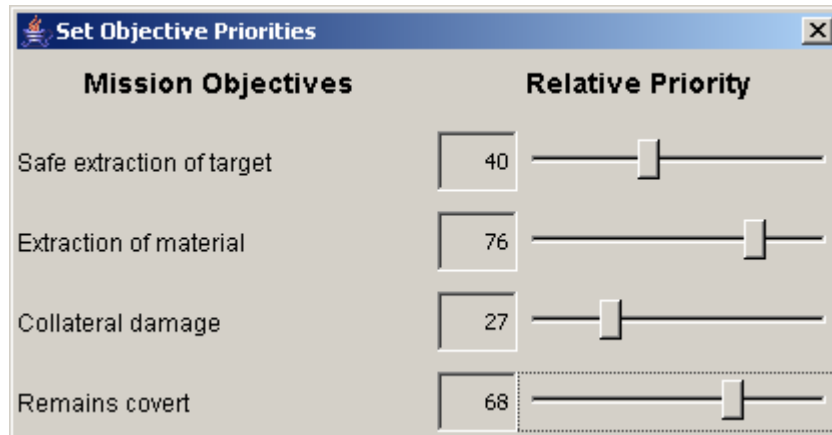 Set Objective Priorities
Mission Objectives Relative Priority
Safe extraction of target 40
Extraction of material 76
Collateral damage 27
Remains covert 68